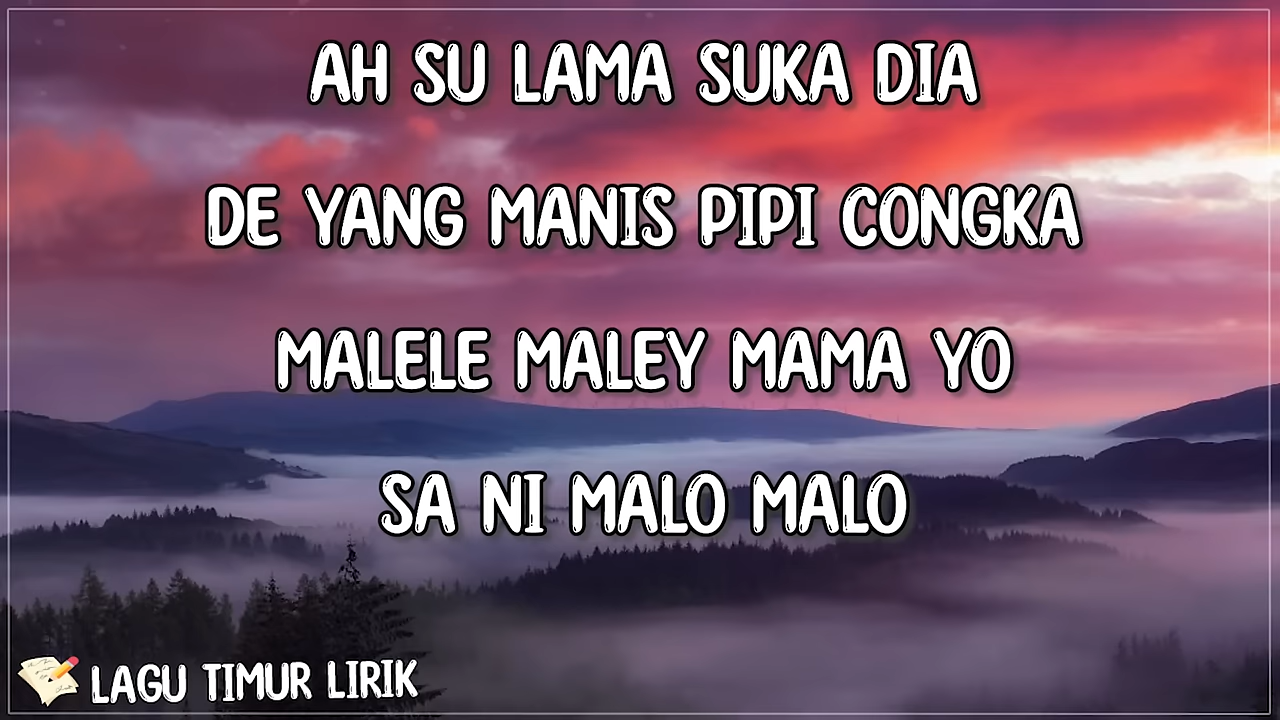 AH SU LAMA SUKA DIA
DE YANG MANIS PIPI CONGKA
MALELE MALEY MAMA YO
SA NI MALO MALO
LAGU TIMUR LIRIK